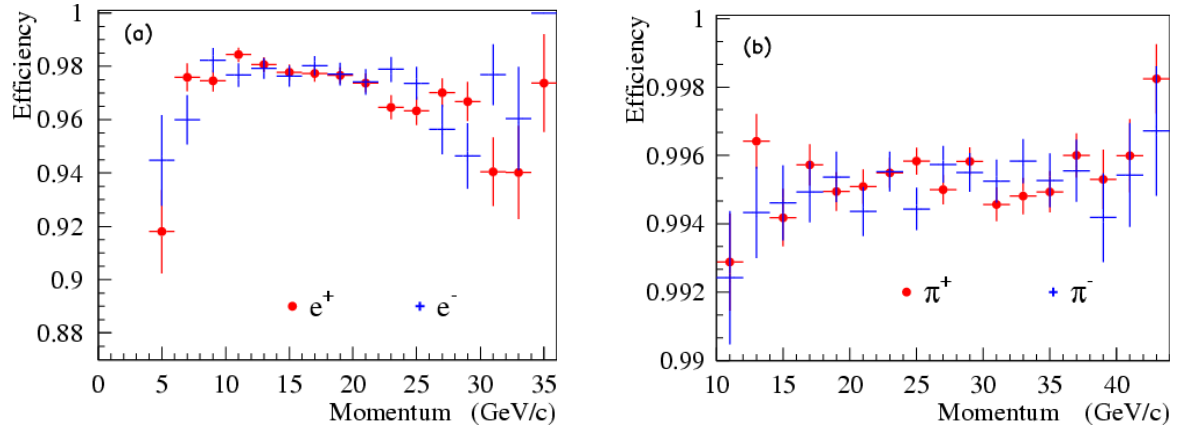 Efficiency
(a)
1
0.98
0.96
0.94
0.92
0.9
0.88
e+
e-
0 5 10 15 20 25 30 35
Momentum (GeV/c)
Efficiency
(b)
1
0.998
0.996
0.994
0.992
0.99
π+
π-
10 15 20 25 30 35 40
Momentum (GeV/c)